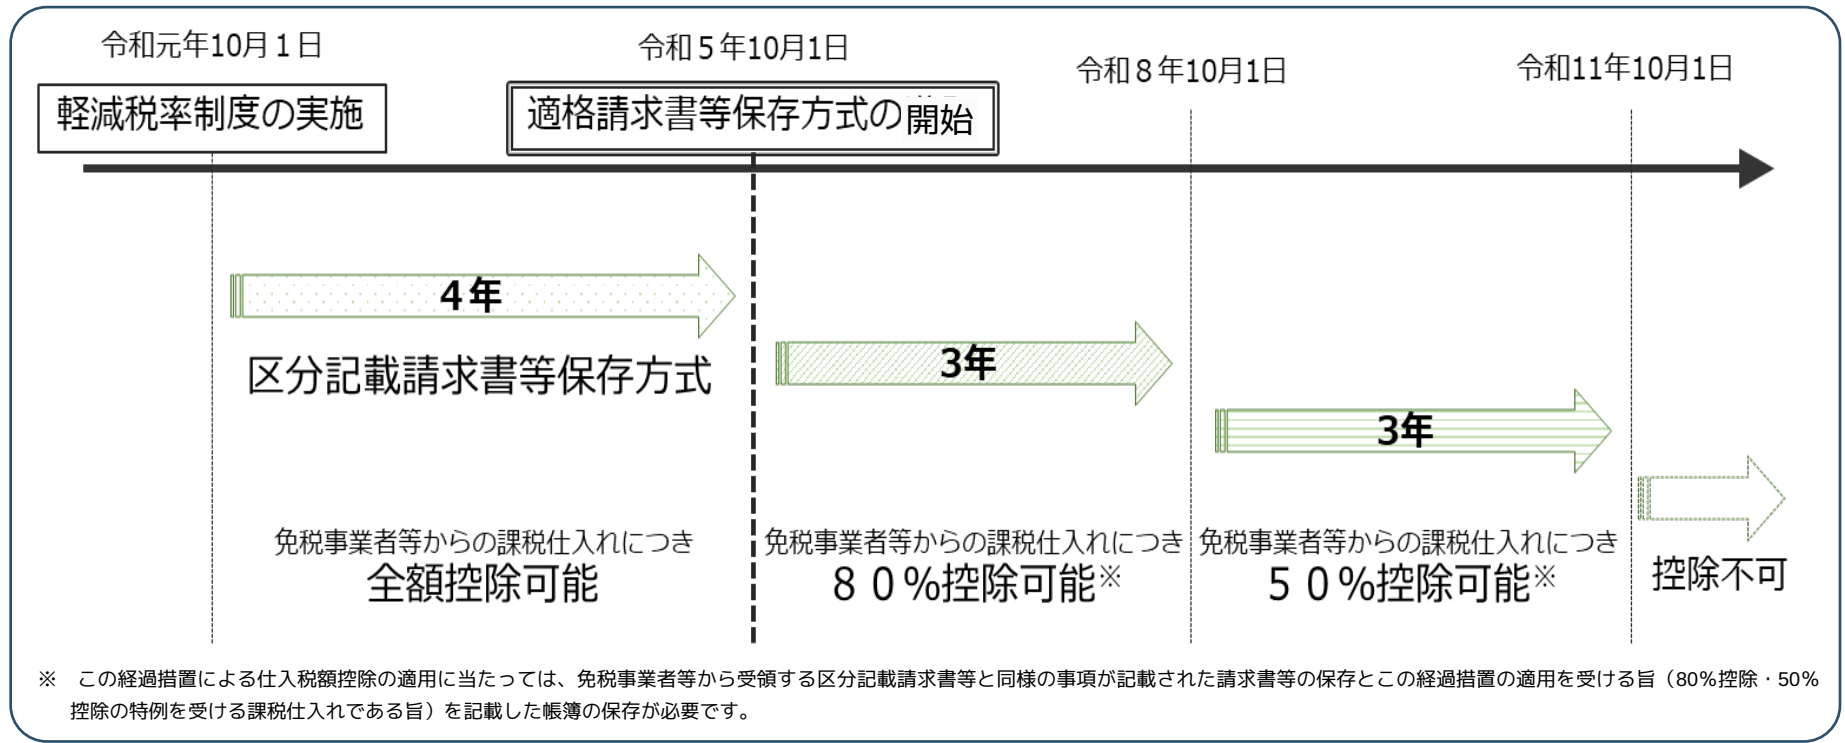 令和元年10月１日
令和５年10月1日
令和８年10月1日
令和11年10月1日
軽減税率制度の実施
適格請求書等保存方式の開始
４年
区分記載請求書等保存方式
3年
3年
免税事業者等からの課税仕入れにつき
全額控除可能
免税事業者等からの課税仕入れにつき
８０％控除可能※
免税事業者等からの課税仕入れにつき
５０％控除可能※
控除不可
※　この経過措置による仕入税額控除の適用に当たっては、免税事業者等から受領する区分記載請求書等と同様の事項が記載された請求書等の保存とこの経過措置の適用を受ける旨（80％控除・50％
控除の特例を受ける課税仕入れである旨）を記載した帳簿の保存が必要です。